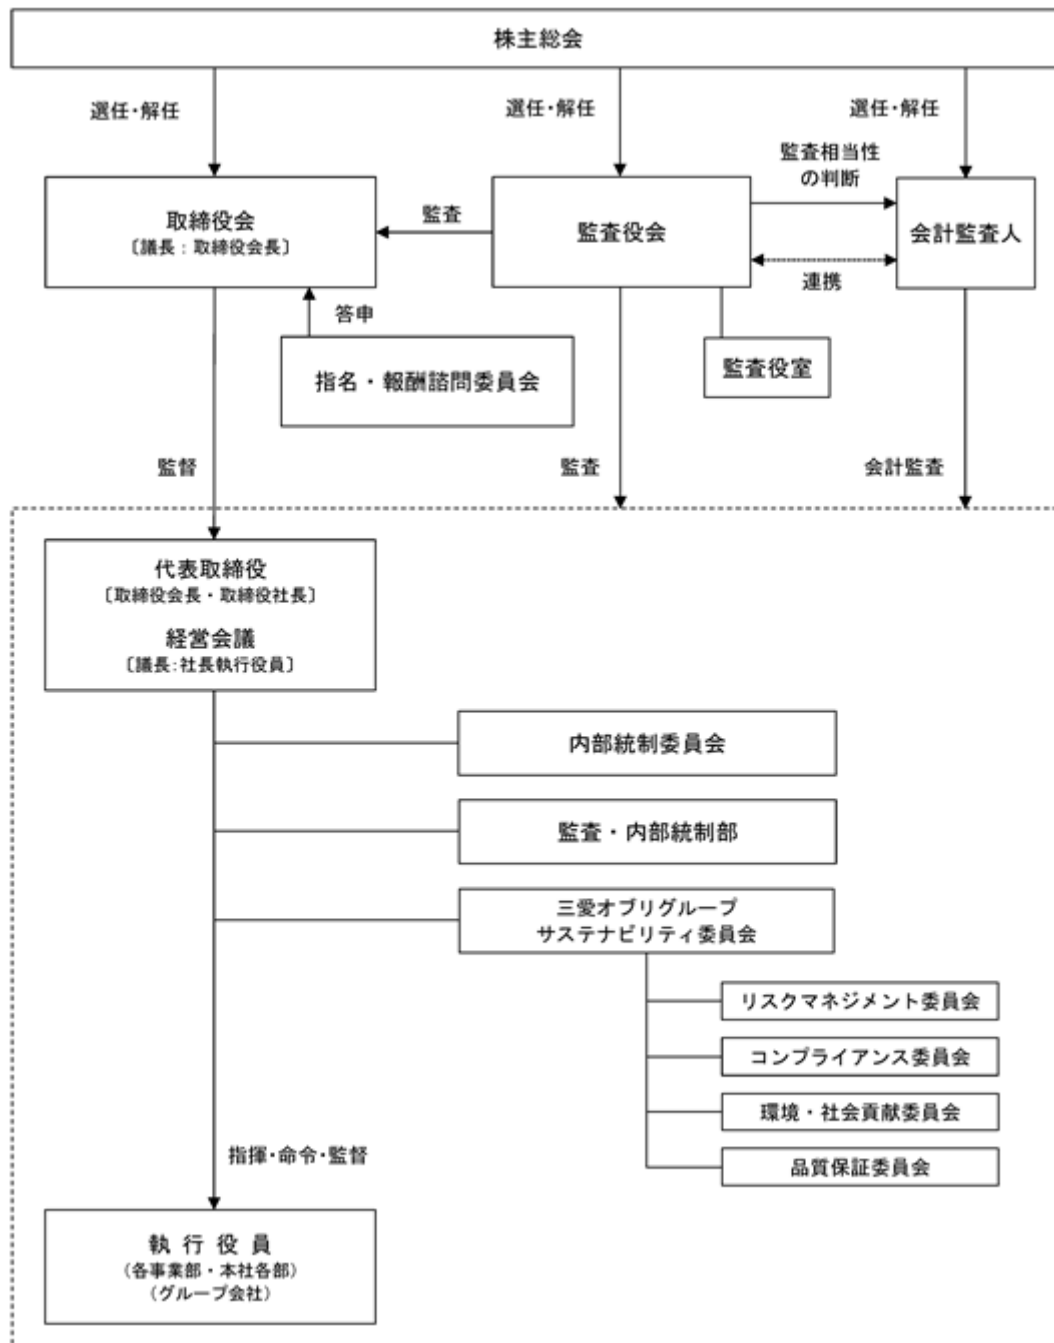 株主総会
選任・解任
選任・解任
選任・解任
監査相当性
の判断
取締役会
〔議長：取締役会長〕
監査
監査役会
会計監査人
連携
答申
指名・報酬諮問委員会
監査役室
監督
監査
会計監査
代表取締役
〔取締役会長・取締役社長〕
経営会議
〔議長：社長執行役員〕
内部統制委員会
監査・内部統制部
三愛オブリグループ
サステナビリティ委員会
リスクマネジメント委員会
コンプライアンス委員会
環境・社会貢献委員会
品質保証委員会
指揮・命令・監督
執 行 役 員
(各事業部・本社各部)
(グループ会社)